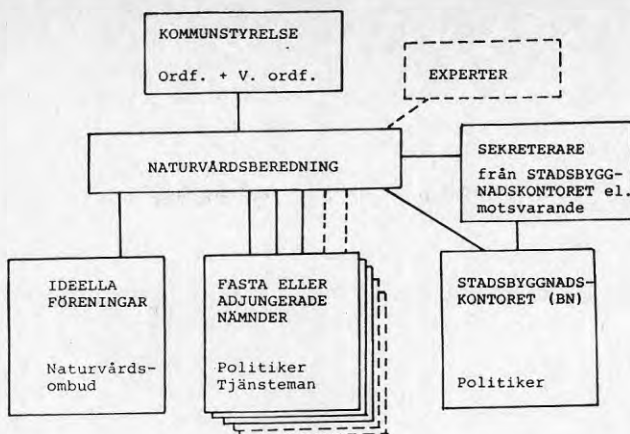 KOMMUNSTYRELSE
Ordf. + V. ordf.
EXPERTER
NATURVÅRDSBEREDNING
SEKRETERARE
från STADSBYGG-
NADSKONTORET el.
motsvarande
IDEELLA
FÖRENINGAR
Naturvårds-
ombud
FASTA ELLER
ADJUNGERADE
NÄMNDER
Politiker
Tjänsteman
STADSBYGGNADS-
KONTORET (BN)
Politiker